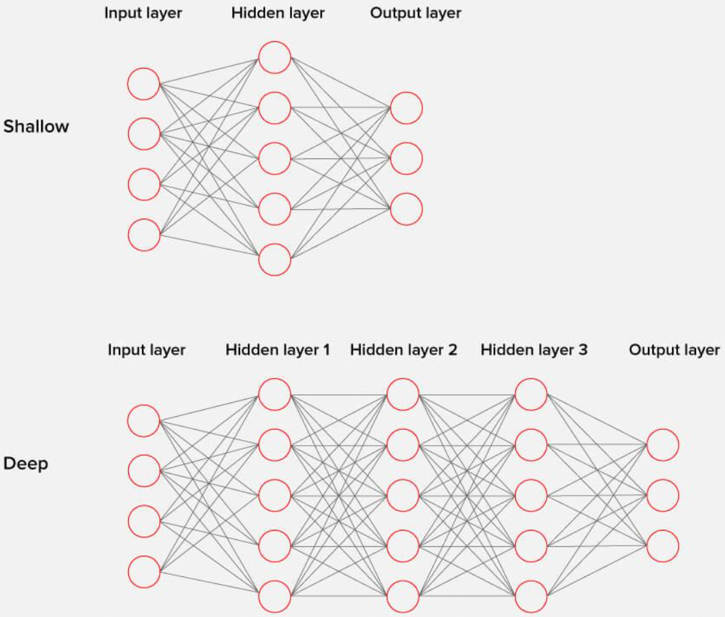 Input layer Hidden layer Output layer
Shallow
Input layer Hidden layer 1 Hidden layer 2 Hidden layer 3 Output layer
Deep